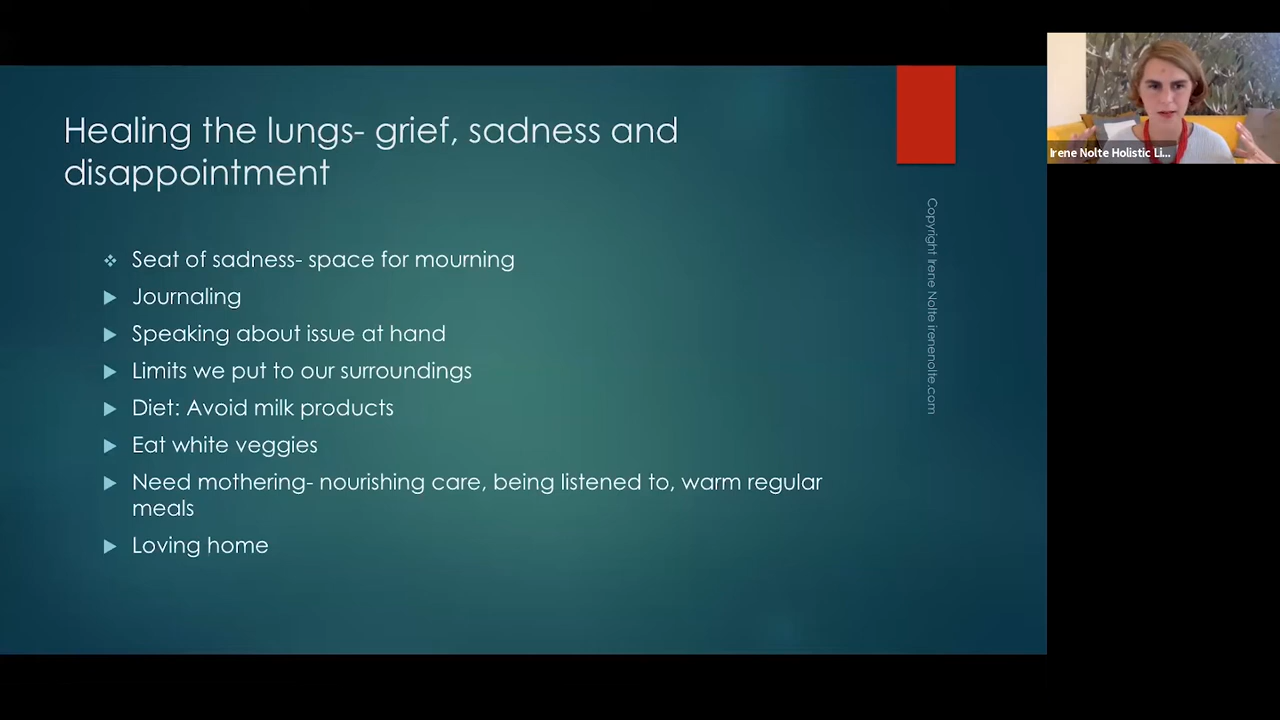 Healing the lungs- grief, sadness and
disappointment
Seat of sadness- space for mourning
Journaling
Speaking about issue at hand
Limits we put to our surroundings
Diet: Avoid milk products
Eat white veggies
Need mothering- nourishing care, being listened to, warm regular
meals
Loving home
Copyright Irene Nolte irenenolte.com
Irene Nolte Holistic Li...